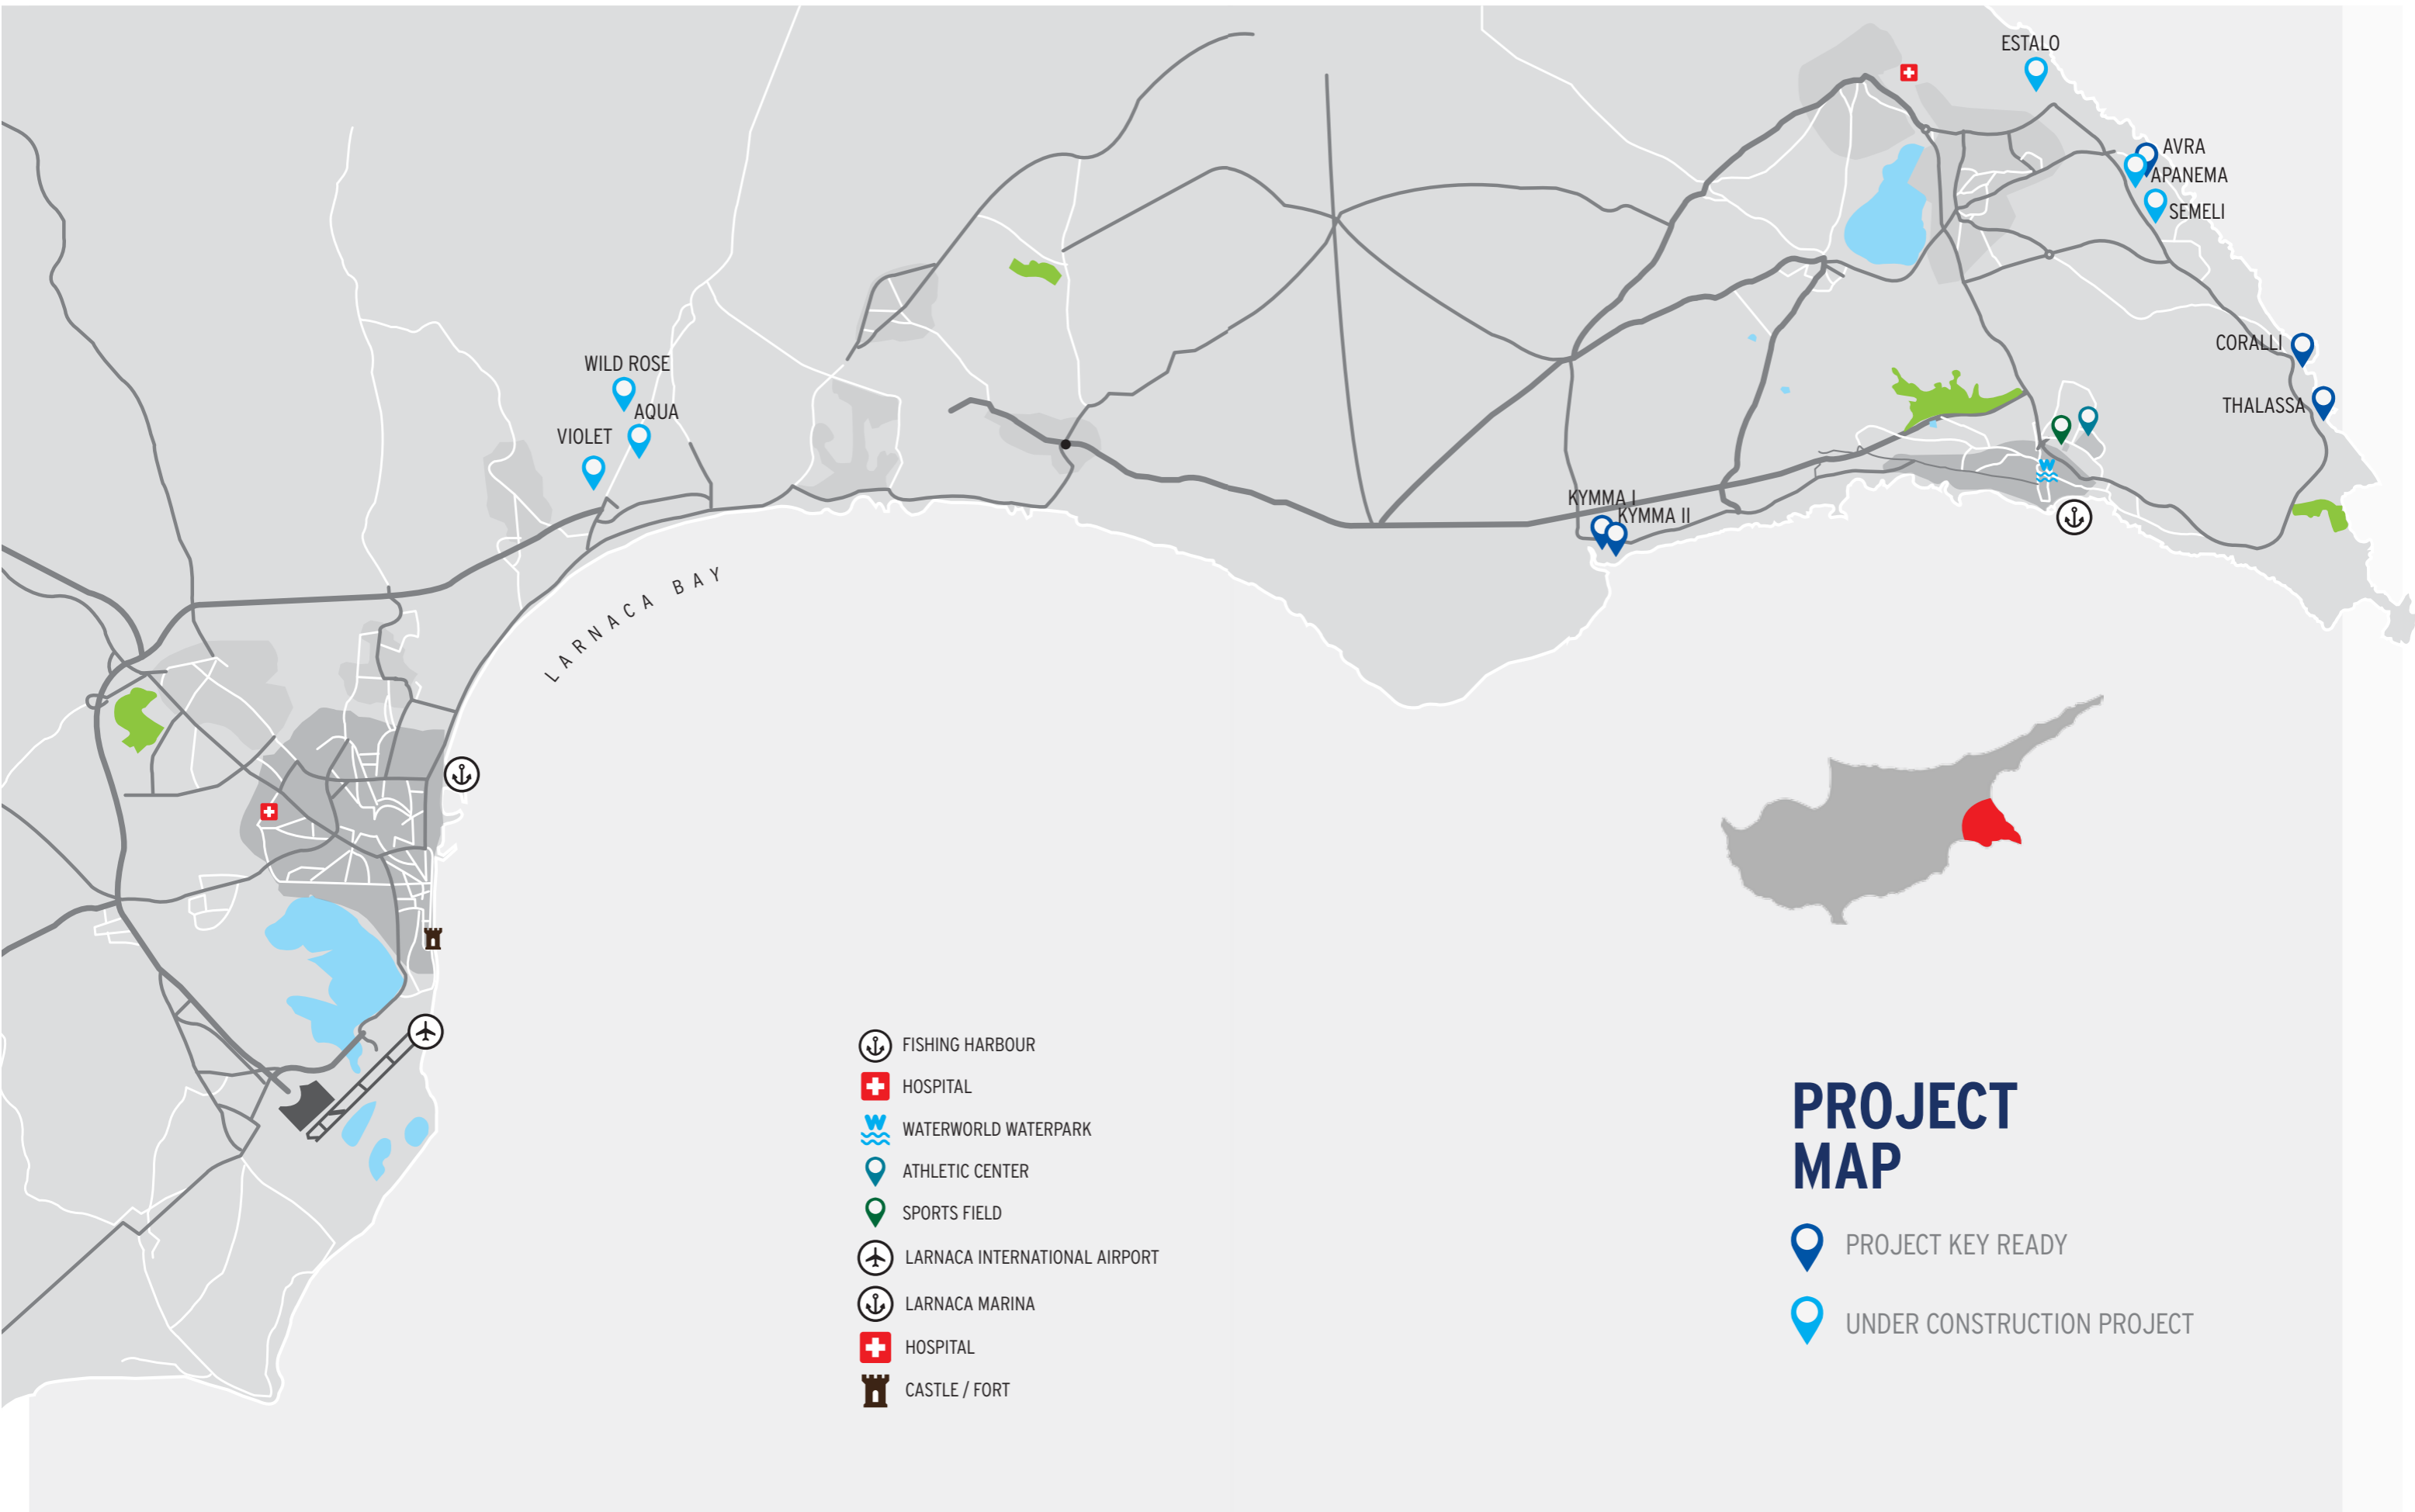 ESTALO
AVRA
APANEMA
SEMELI
CORALLI
THALASSA
WILD ROSE
AQUA
VIOLET
KYMMA I
KYMMA II
LARNACA BAY
W
FISHING HARBOUR
HOSPITAL
W
WATERWORLD WATERPARK
ATHLETIC CENTER
SPORTS FIELD
LARNACA INTERNATIONAL AIRPORT
LARNACA MARINA
HOSPITAL
CASTLE / FORT
PROJECT
MAP
PROJECT KEY READY
UNDER CONSTRUCTION PROJECT